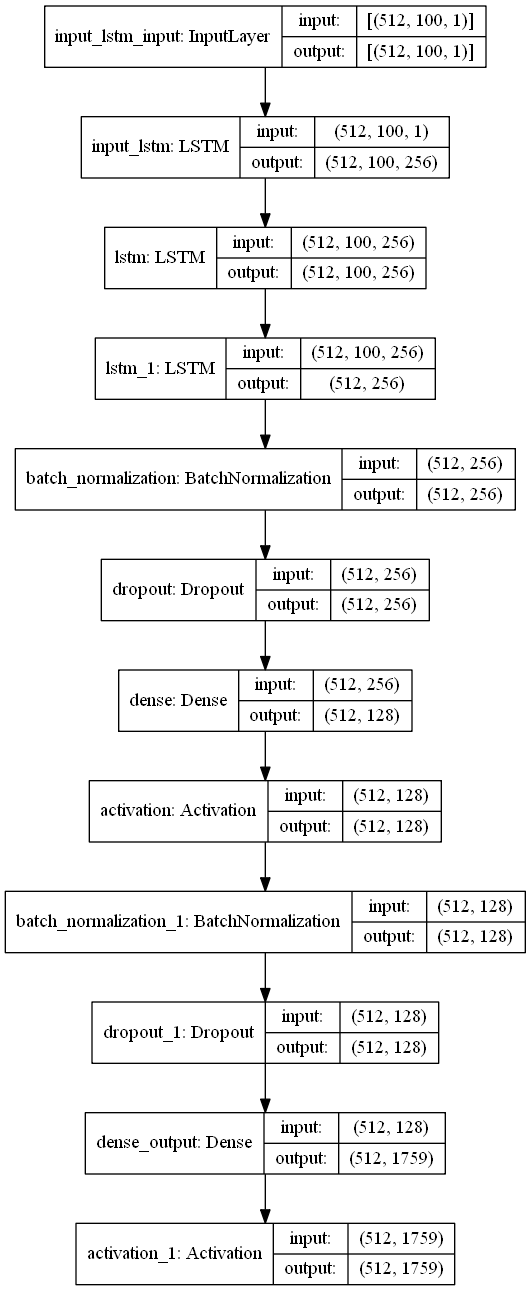 input_lstm_input: InputLayer
input: [(512, 100, 1)]
output: [(512, 100, 1)]
input_lstm: LSTM
input: (512, 100, 1)
output: (512, 100, 256)
lstm: LSTM
input: (512, 100, 256)
output: (512, 100, 256)
lstm_1: LSTM
input: (512, 100, 256)
output: (512, 256)
batch_normalization: BatchNormalization
input: (512, 256)
output: (512, 256)
dropout: Dropout
input: (512, 256)
output: (512, 256)
dense: Dense
input: (512, 256)
output: (512, 128)
activation: Activation
input: (512, 128)
output: (512, 128)
batch_normalization_1: BatchNormalization
input: (512, 128)
output: (512, 128)
dropout_1: Dropout
input: (512, 128)
output: (512, 128)
dense_output: Dense
input: (512, 128)
output: (512, 1759)
activation_1: Activation
input: (512, 1759)
output: (512, 1759)